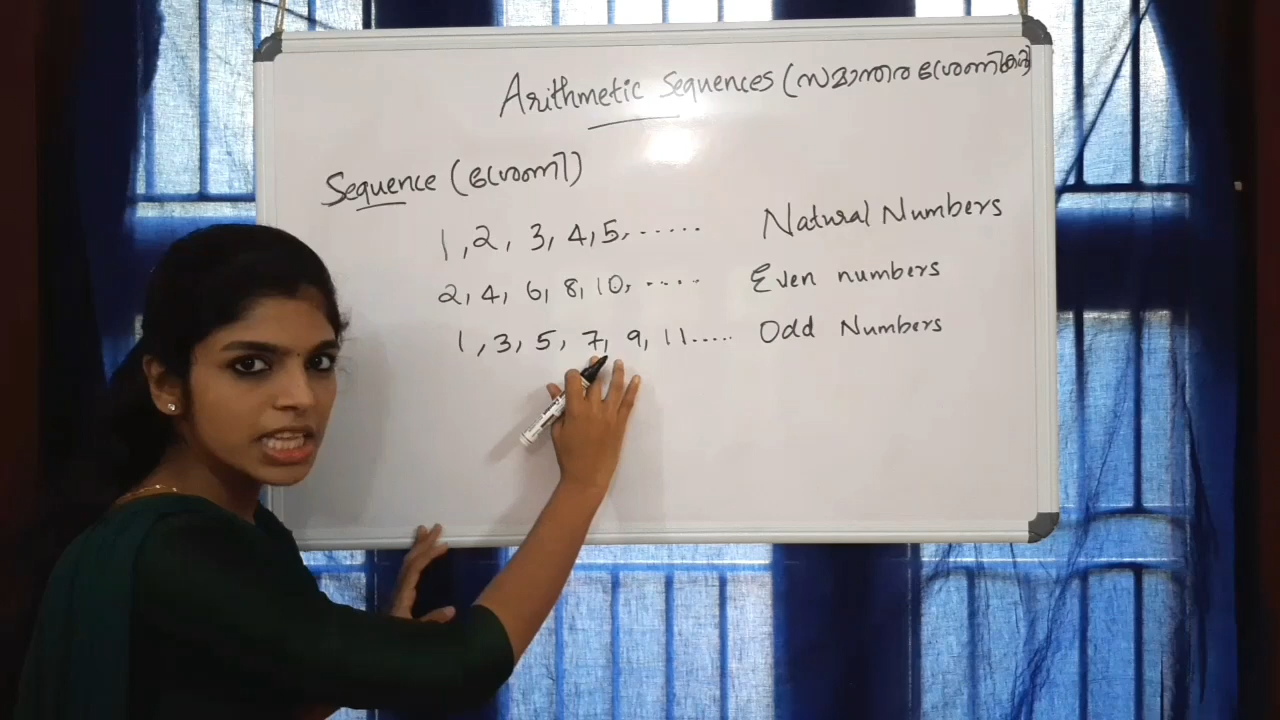 Arithmetic Sequences (സമാന്തരശ്രേണികൾ)
Sequence (ശ്രേണി)
1, 2, 3, 4, 5, ...... Natural Numbers
2, 4, 6, 8, 10, .... Even numbers
1, 3, 5, 7, 9, 11..... Odd Numbers